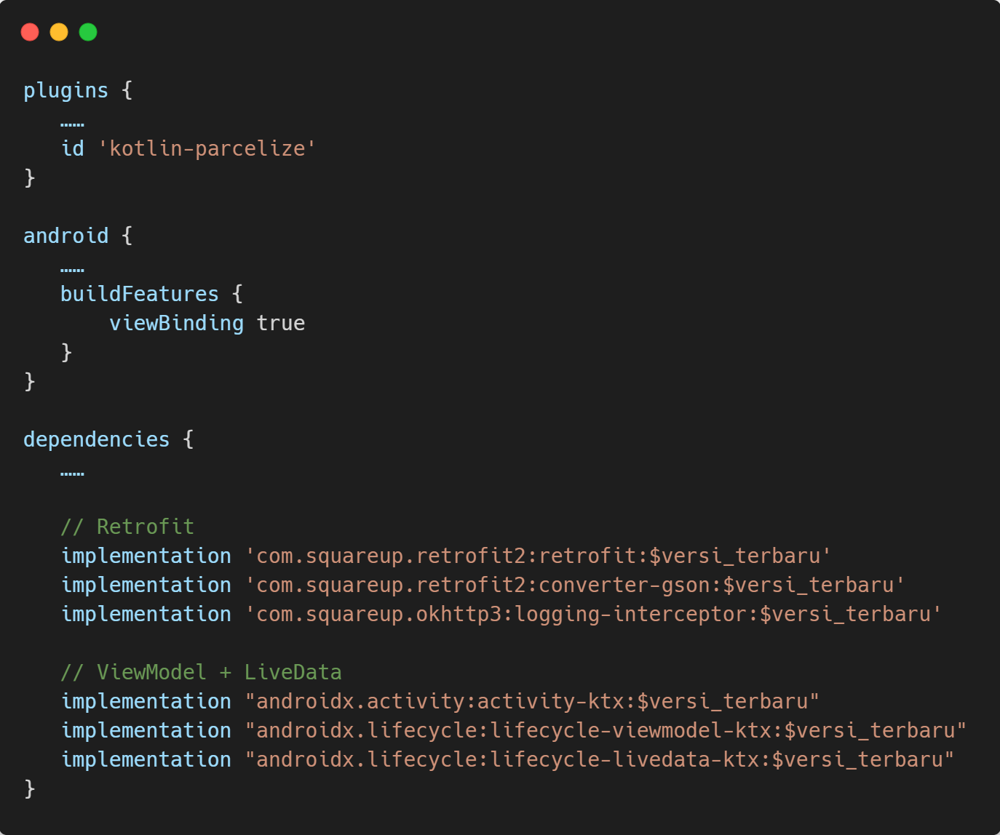 plugins {
   ……
   id 'kotlin-parcelize'
}
android {
   ……
   buildFeatures {
       viewBinding true
   }
}
dependencies {
   ……
   // Retrofit
   implementation 'com.squareup.retrofit2:retrofit:$versi_terbaru'
   implementation 'com.squareup.retrofit2:converter-gson:$versi_terbaru'
   implementation 'com.squareup.okhttp3:logging-interceptor:$versi_terbaru'
   // ViewModel + LiveData
   implementation "androidx.activity:activity-ktx:$versi_terbaru"
   implementation "androidx.lifecycle:lifecycle-viewmodel-ktx:$versi_terbaru"
   implementation "androidx.lifecycle:lifecycle-livedata-ktx:$versi_terbaru"
}